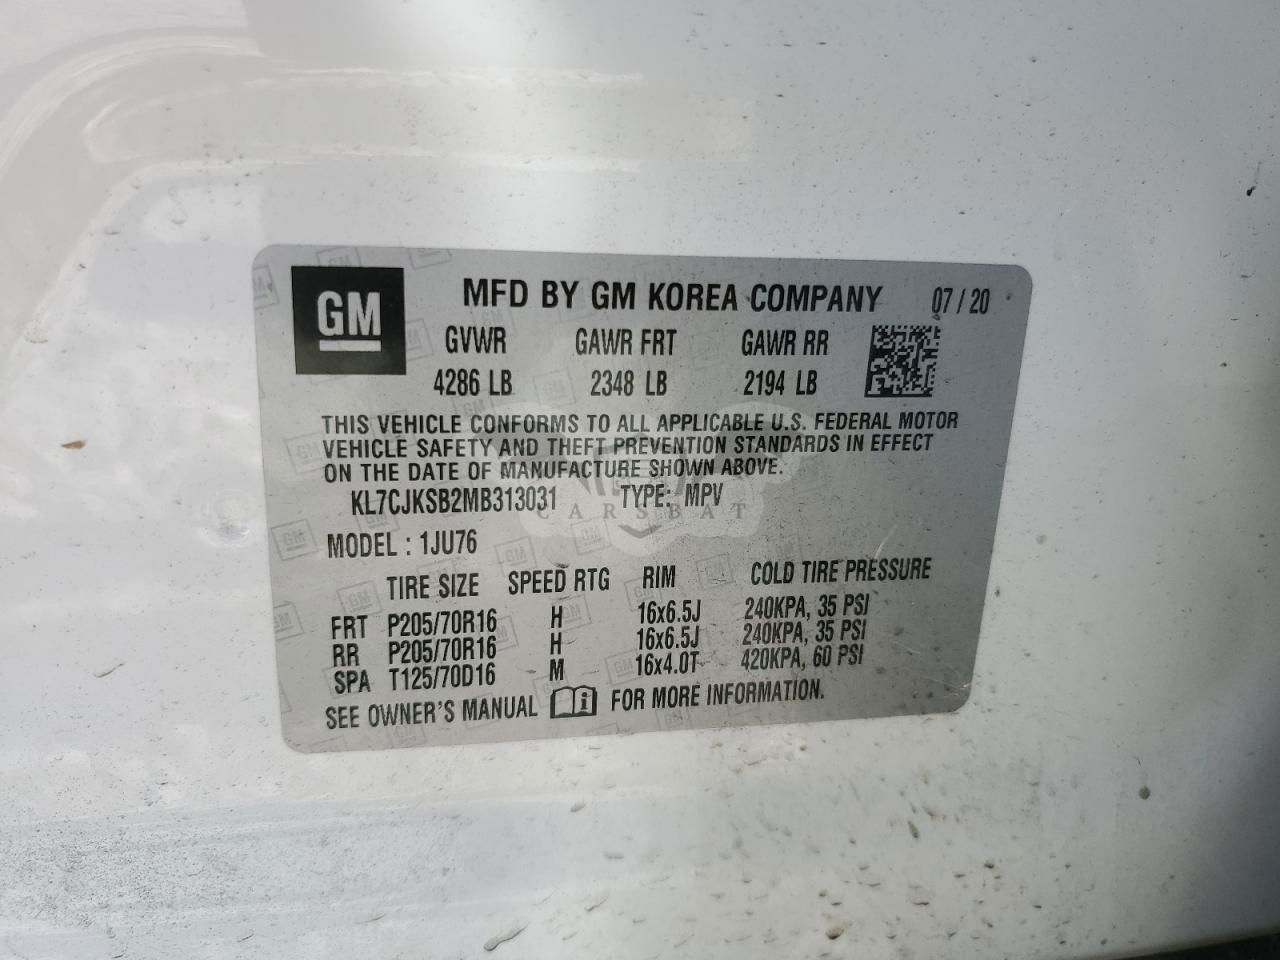 GM
MFD BY GM KOREA COMPANY 07 / 20
GVWR GAWR FRT GAWR RR
4286 LB 2348 LB 2194 LB
THIS VEHICLE CONFORMS TO ALL APPLICABLE U.S. FEDERAL MOTOR
VEHICLE SAFETY AND THEFT PREVENTION STANDARDS IN EFFECT
ON THE DATE OF MANUFACTURE SHOWN ABOVE.
KL7CJKSB2MB313031 TYPE: MPV
CARSBAT
MODEL : 1JU76
TIRE SIZE SPEED RTG RIM COLD TIRE PRESSURE
FRT P205/70R16 H 16x6.5J 240KPA, 35 PSI
RR P205/70R16 H 16x6.5J 240KPA, 35 PSI
SPA T125/70D16 M 16x4.0T 420KPA, 60 PSI
SEE OWNER'S MANUAL i FOR MORE INFORMATION.